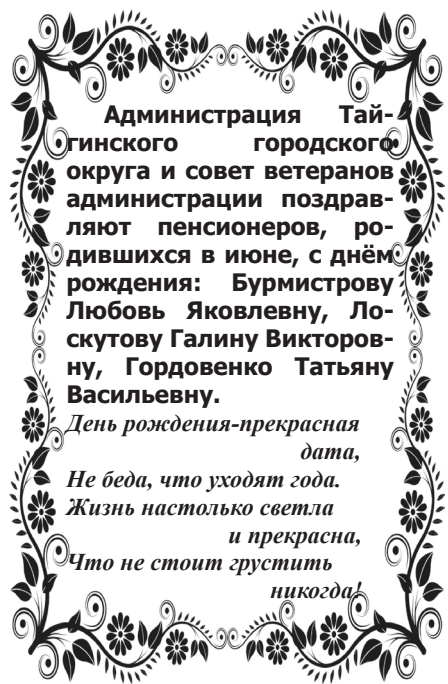 Администрация Тай-
гинского городского
округа и совет ветеранов
администрации поздрав-
ляют пенсионеров, ро-
дившихся в июне, с днём
рождения: Бурмистрову
Любовь Яковлевну, Ло-
скутову Галину Викторов-
ну, Гордовенко Татьяну
Васильевну.
День рождения-прекрасная
дата,
Не беда, что уходят года.
Жизнь настолько светла
и прекрасна,
Что не стоит грустить
никогда!